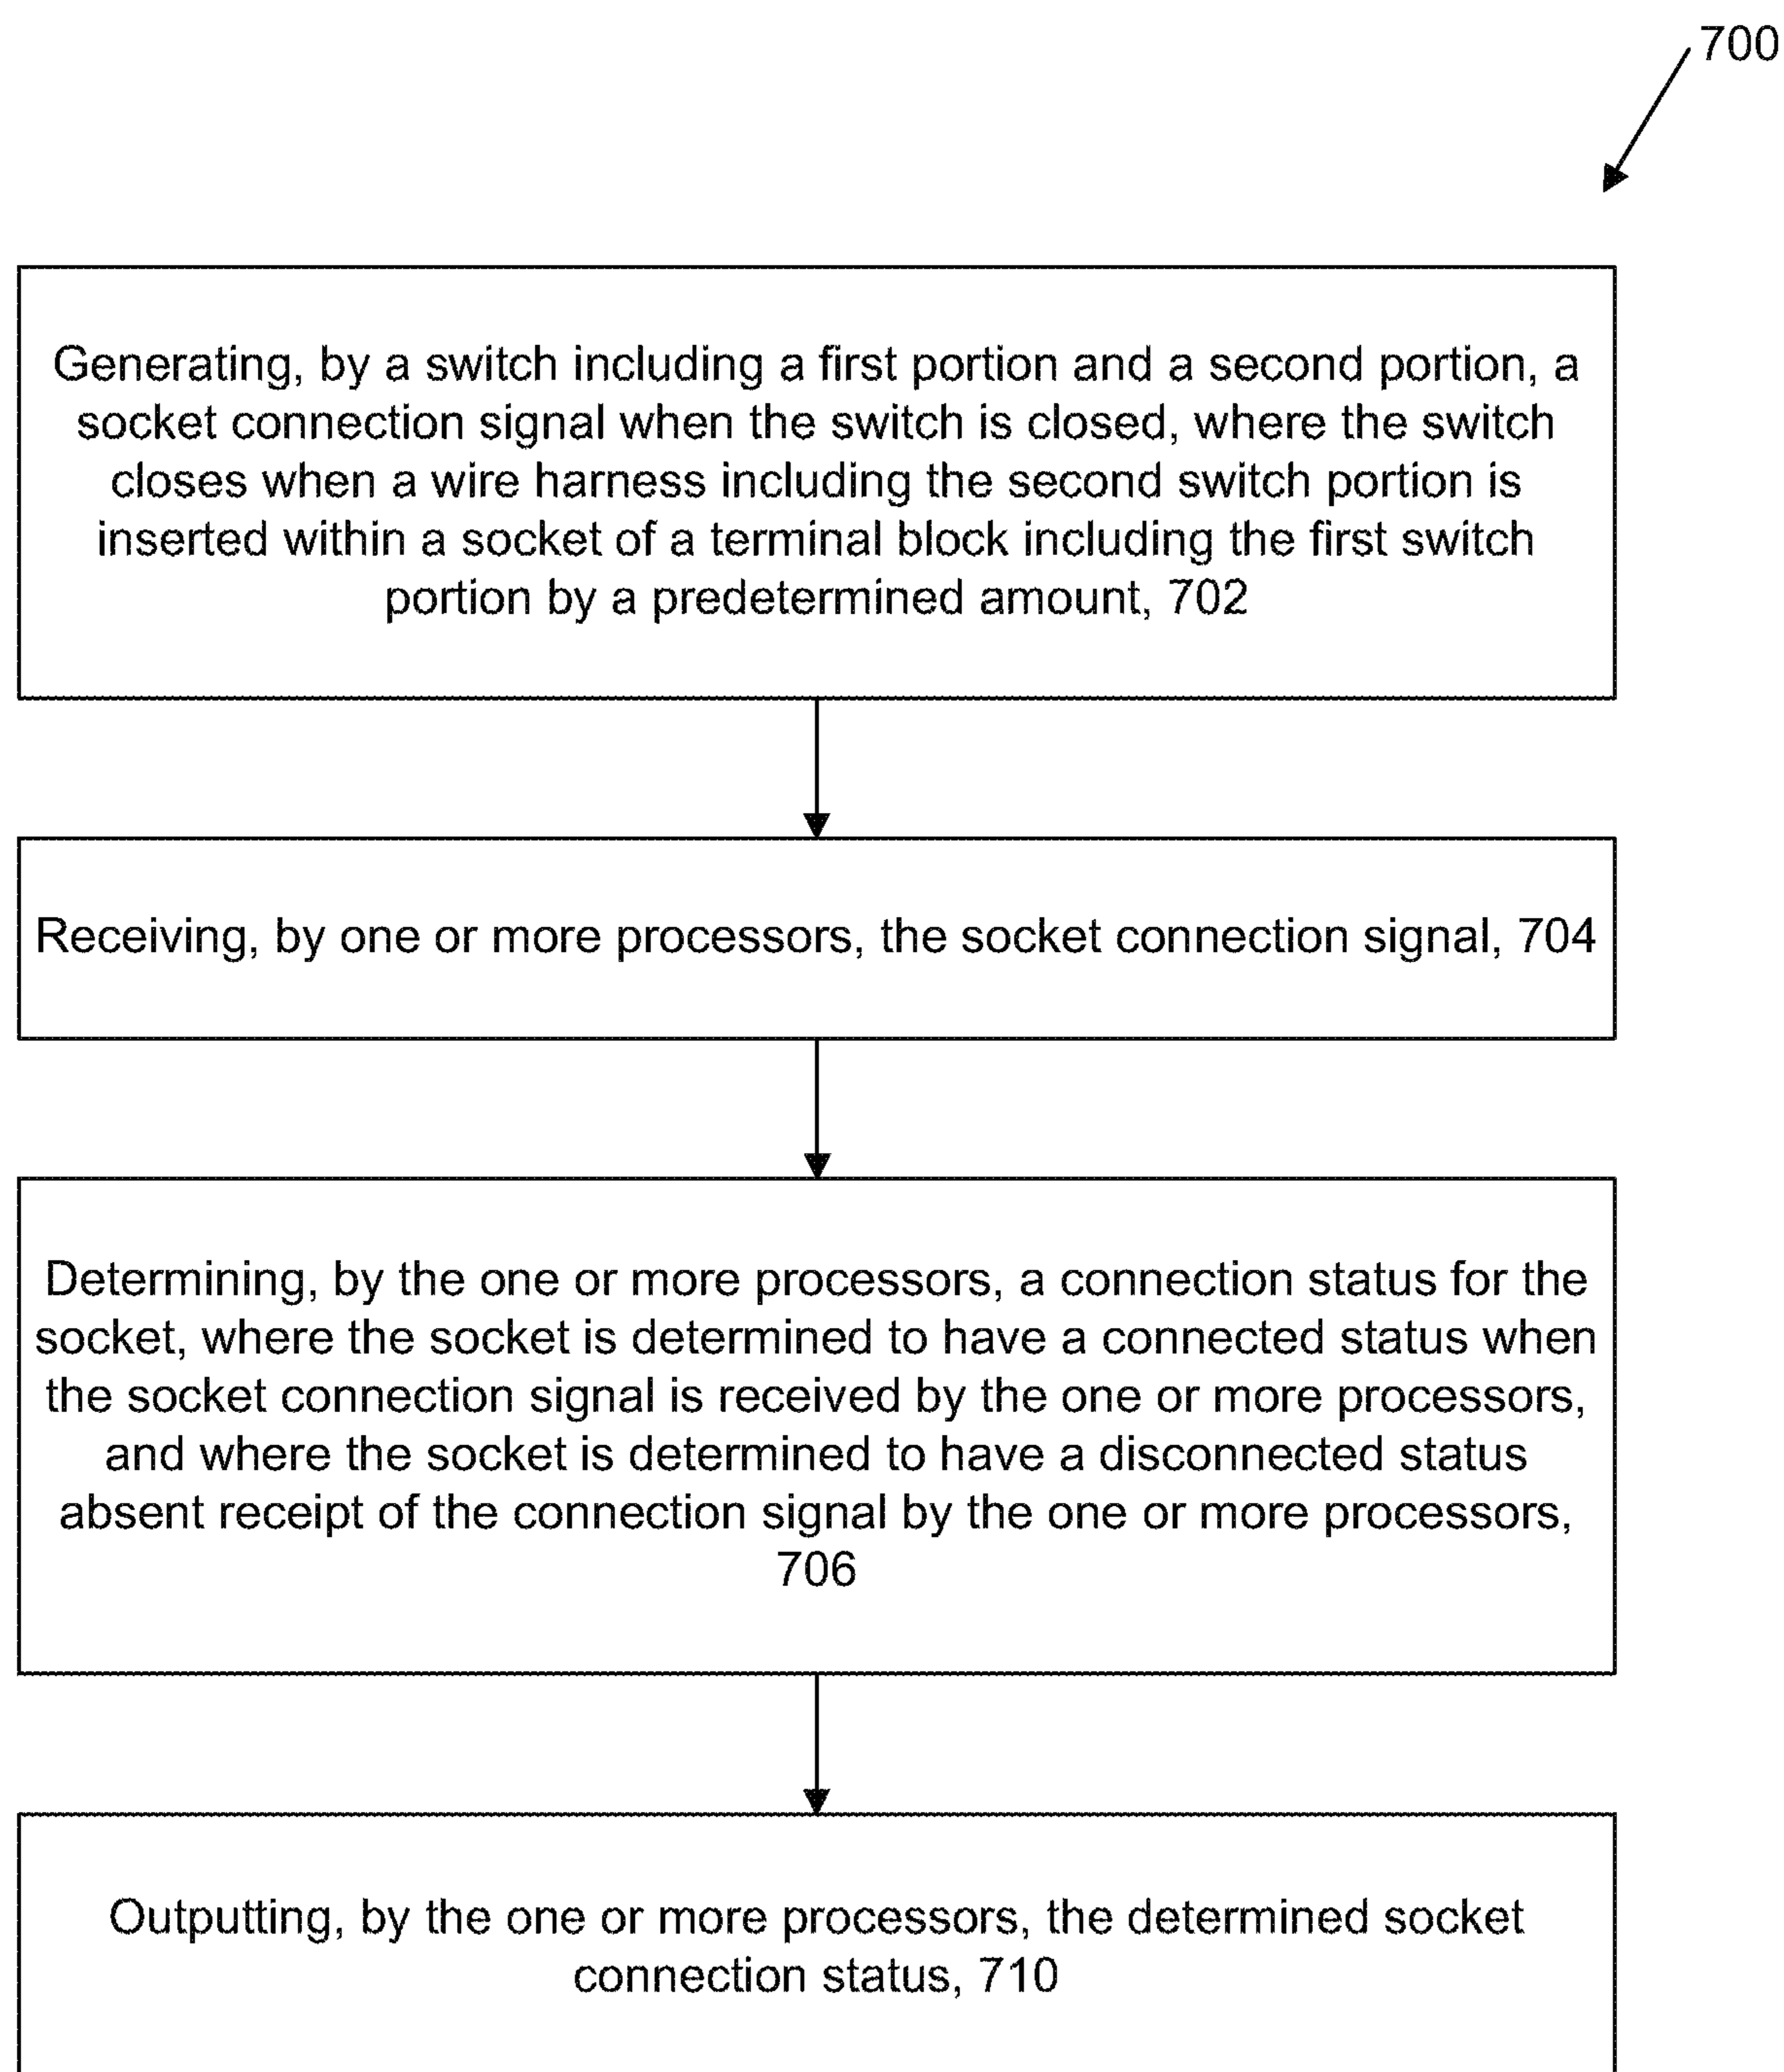 700
Generating, by a switch including a first portion and a second portion, a
socket connection signal when the switch is closed, where the switch
closes when a wire harness including the second switch portion is
inserted within a socket of a terminal block including the first switch
portion by a predetermined amount, 702
Receiving, by one or more processors, the socket connection signal, 704
Determining, by the one or more processors, a connection status for the
socket, where the socket is determined to have a connected status when
the socket connection signal is received by the one or more processors,
and where the socket is determined to have a disconnected status
absent receipt of the connection signal by the one or more processors,
706
Outputting, by the one or more processors, the determined socket
connection status, 710